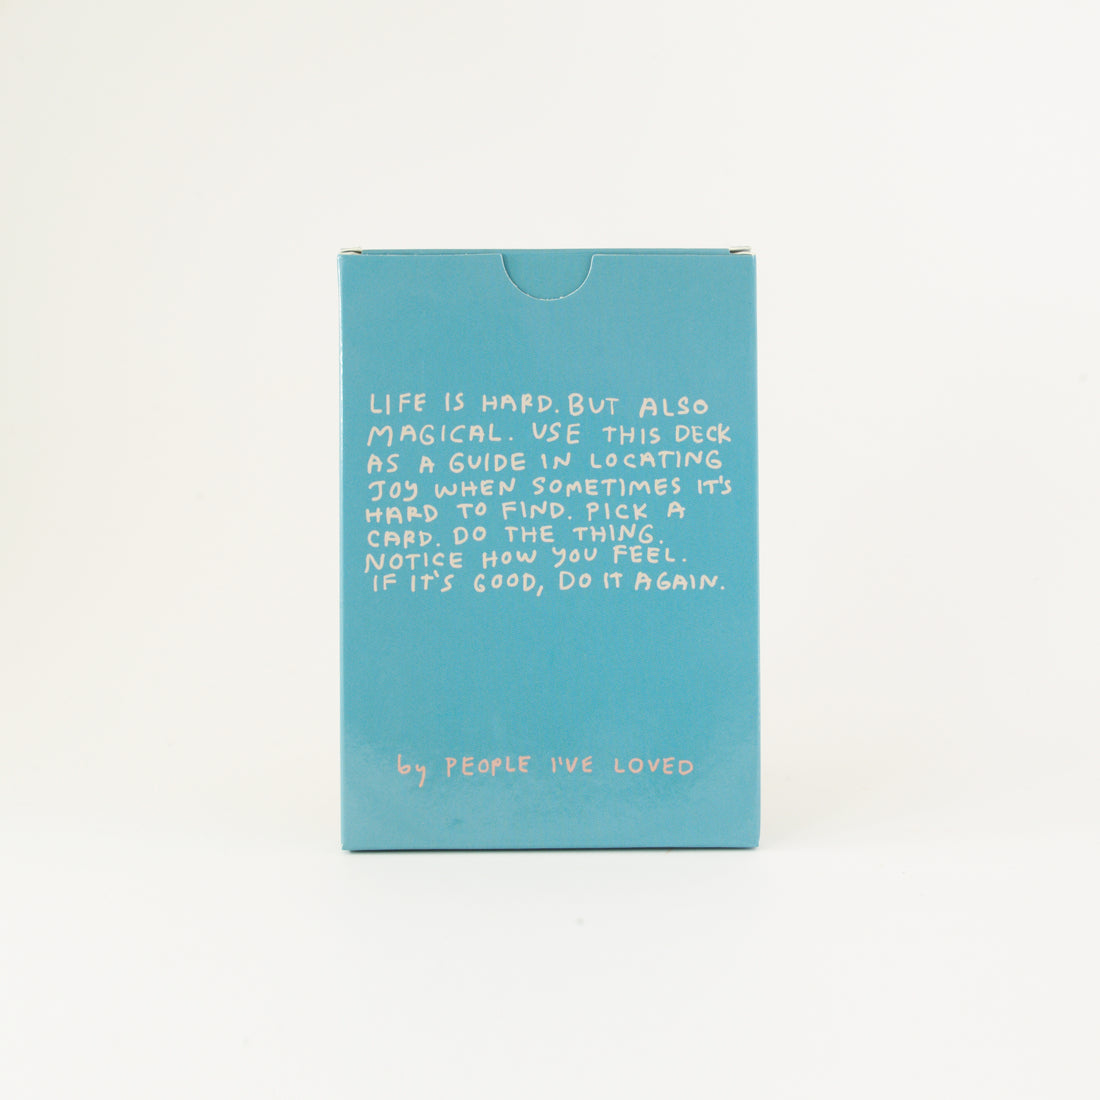 LIFE IS HARD. BUT ALSO
MAGICAL. USE THIS DECK
AS A GUIDE IN LOCATING
JOY WHEN SOMETIMES IT'S
HARD TO FIND. PICK A
CARD. DO THE THING.
NOTICE HOW YOU FEEL.
IF IT'S GOOD, DO IT AGAIN.
by PEOPLE I'VE LOVED